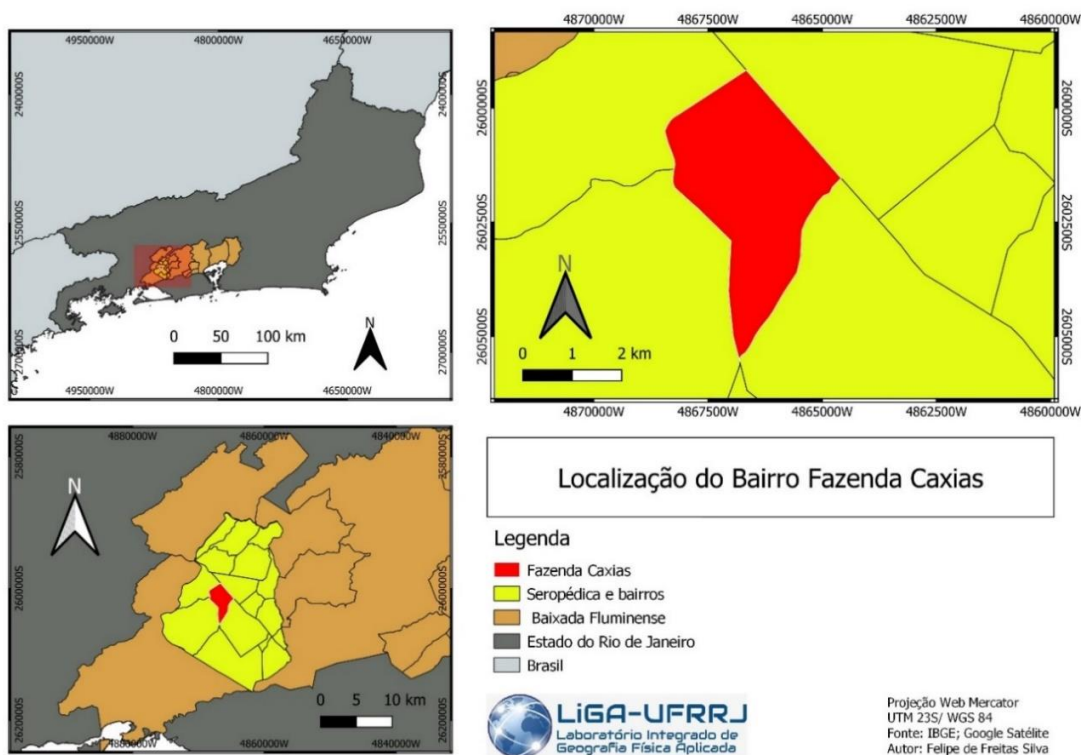 4950000W 4800000W 4650000W
2400000S 2400000S
2550000S 2550000S
2700000S 2700000S
0 50 100 km
N
4950000W 4800000W 4650000W
4870000W 4867500W 4865000W 4862500W 4860000W
2600000S 2600000S
2602500S 2602500S
2605000S 2605000S
N
0 1 2 km
4870000W 4867500W 4865000W 4862500W 4860000W
4880000W 4860000W 4840000W
2580000S 2580000S
2600000S 2600000S
2620000S 2620000S
N
0 5 10 km
4880000W 4860000W 4840000W
Localização do Bairro Fazenda Caxias
Legenda
Fazenda Caxias
Seropédica e bairros
Baixada Fluminense
Estado do Rio de Janeiro
Brasil
LiGA-UFRRJ
Laboratório Integrado de
Geografia Física Aplicada
Projeção Web Mercator
UTM 23S/ WGS 84
Fonte: IBGE; Google Satélite
Autor: Felipe de Freitas Silva